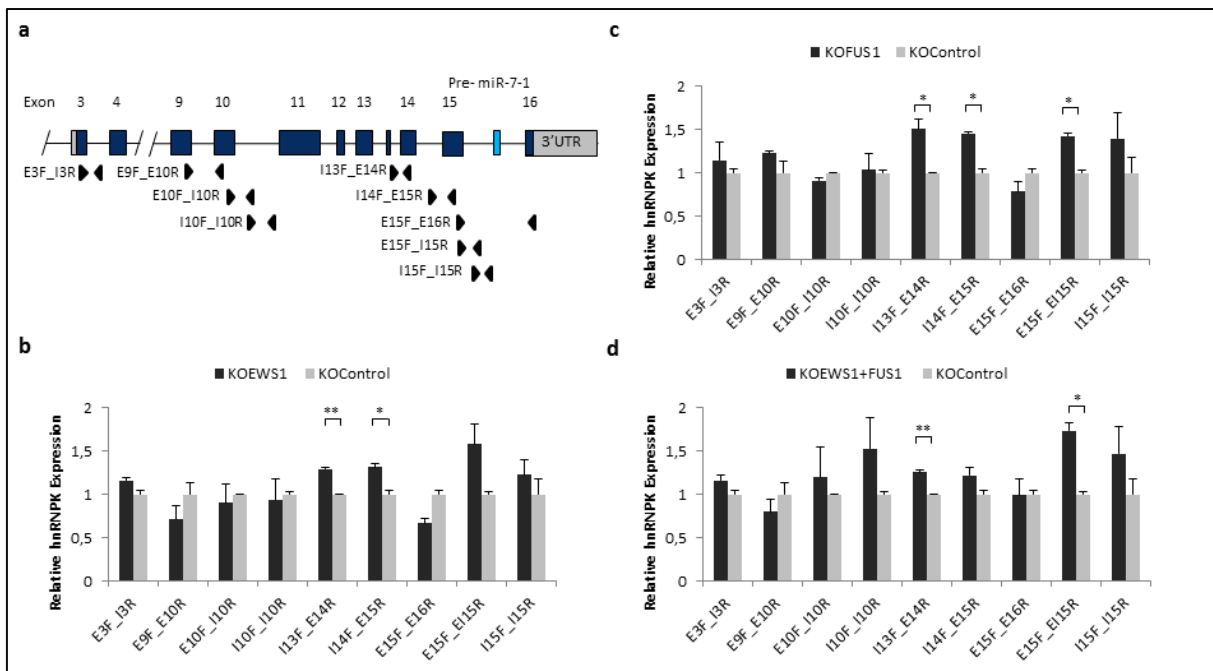 a
Pre- miR-7-1
Exon 3 4 9 10 11 12 13 14 15 16
3'UTR
E3F_I3R
E9F_E10R
I13F_E14R
E10F_I10R
I14F_E15R
I10F_I10R
E15F_E16R
E15F_I15R
I15F_I15R
b
KOEWS1 KOControl
Relative hnRNPK Expression
2
1,5
1
0,5
0
** *
E3F_I3R E9F_E10R E10F_I10R I10F_I10R I13F_E14R I14F_E15R E15F_E16R E15F_EI15R I15F_I15R
c
KOFUS1 KOControl
Relative hnRNPK Expression
2
1,5
1
0,5
0
* * *
E3F_I3R E9F_E10R E10F_I10R I10F_I10R I13F_E14R I14F_E15R E15F_E16R E15F_EI15R I15F_I15R
d
KOEWS1+FUS1 KOControl
Relative hnRNPK Expression
2
1,5
1
0,5
0
** *
E3F_I3R E9F_E10R E10F_I10R I10F_I10R I13F_E14R I14F_E15R E15F_E16R E15F_EI15R I15F_I15R